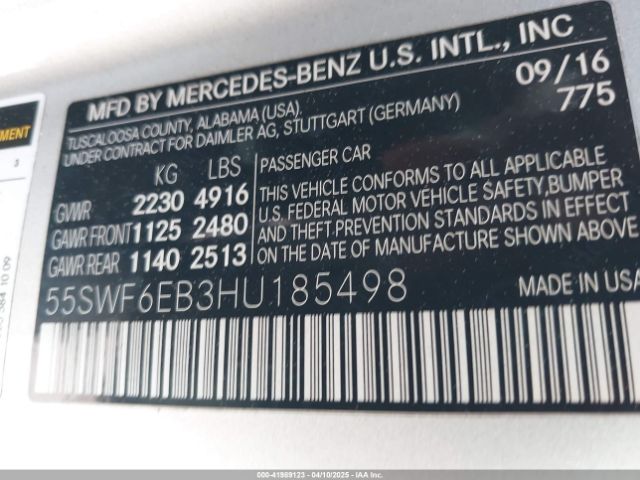 MFD BY MERCEDES-BENZ U.S. INTL., INC
TUSCALOOSA COUNTY, ALABAMA (USA)
UNDER CONTRACT FOR DAIMLER AG, STUTTGART (GERMANY)
09/16
775
KG LBS
GVWR 2230 4916
GAWR FRONT 1125 2480
GAWR REAR 1140 2513
PASSENGER CAR
THIS VEHICLE CONFORMS TO ALL APPLICABLE
U.S. FEDERAL MOTOR VEHICLE SAFETY, BUMPER
AND THEFT PREVENTION STANDARDS IN EFFECT
ON THE DATE OF MANUFACTURE SHOWN ABOVE
55SWF6EB3HU185498
MADE IN USA
000-41989123 - 04/10/2025 - IAAI.COM